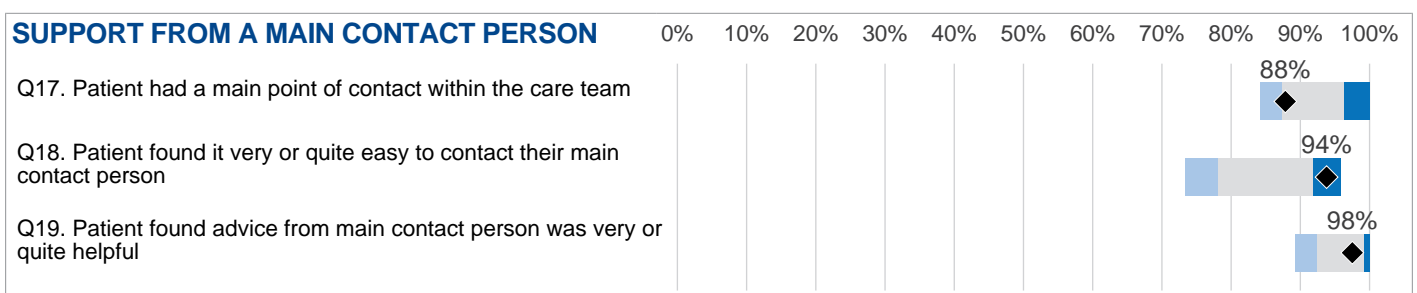 SUPPORT FROM A MAIN CONTACT PERSON 0% 10% 20% 30% 40% 50% 60% 70% 80% 90% 100%
88%
Q17. Patient had a main point of contact within the care team
94%
Q18. Patient found it very or quite easy to contact their main
contact person
98%
Q19. Patient found advice from main contact person was very or
quite helpful